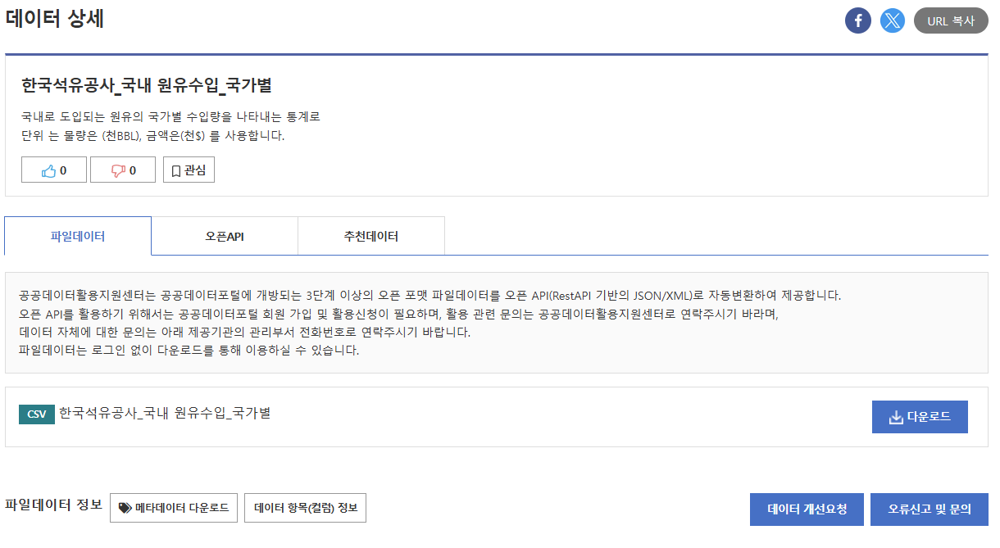 데이터 상세
f
X
URL 복사
한국석유공사_국내 원유수입_국가별
국내로 도입되는 원유의 국가별 수입량을 나타내는 통계로
단위 는 물량은 (천BBL), 금액은(천$) 를 사용합니다.
0
0
관심
파일데이터
오픈API
추천데이터
공공데이터활용지원센터는 공공데이터포털에 개방되는 3단계 이상의 오픈 포맷 파일데이터를 오픈 API(RestAPI 기반의 JSON/XML)로 자동변환하여 제공합니다.
오픈 API를 활용하기 위해서는 공공데이터포털 회원 가입 및 활용신청이 필요하며, 활용 관련 문의는 공공데이터활용지원센터로 연락주시기 바라며,
데이터 자체에 대한 문의는 아래 제공기관의 관리부서 전화번호로 연락주시기 바랍니다.
파일데이터는 로그인 없이 다운로드를 통해 이용하실 수 있습니다.
CSV 한국석유공사_국내 원유수입_국가별
다운로드
파일데이터 정보
메타데이터 다운로드
데이터 항목(컬럼) 정보
데이터 개선요청
오류신고 및 문의